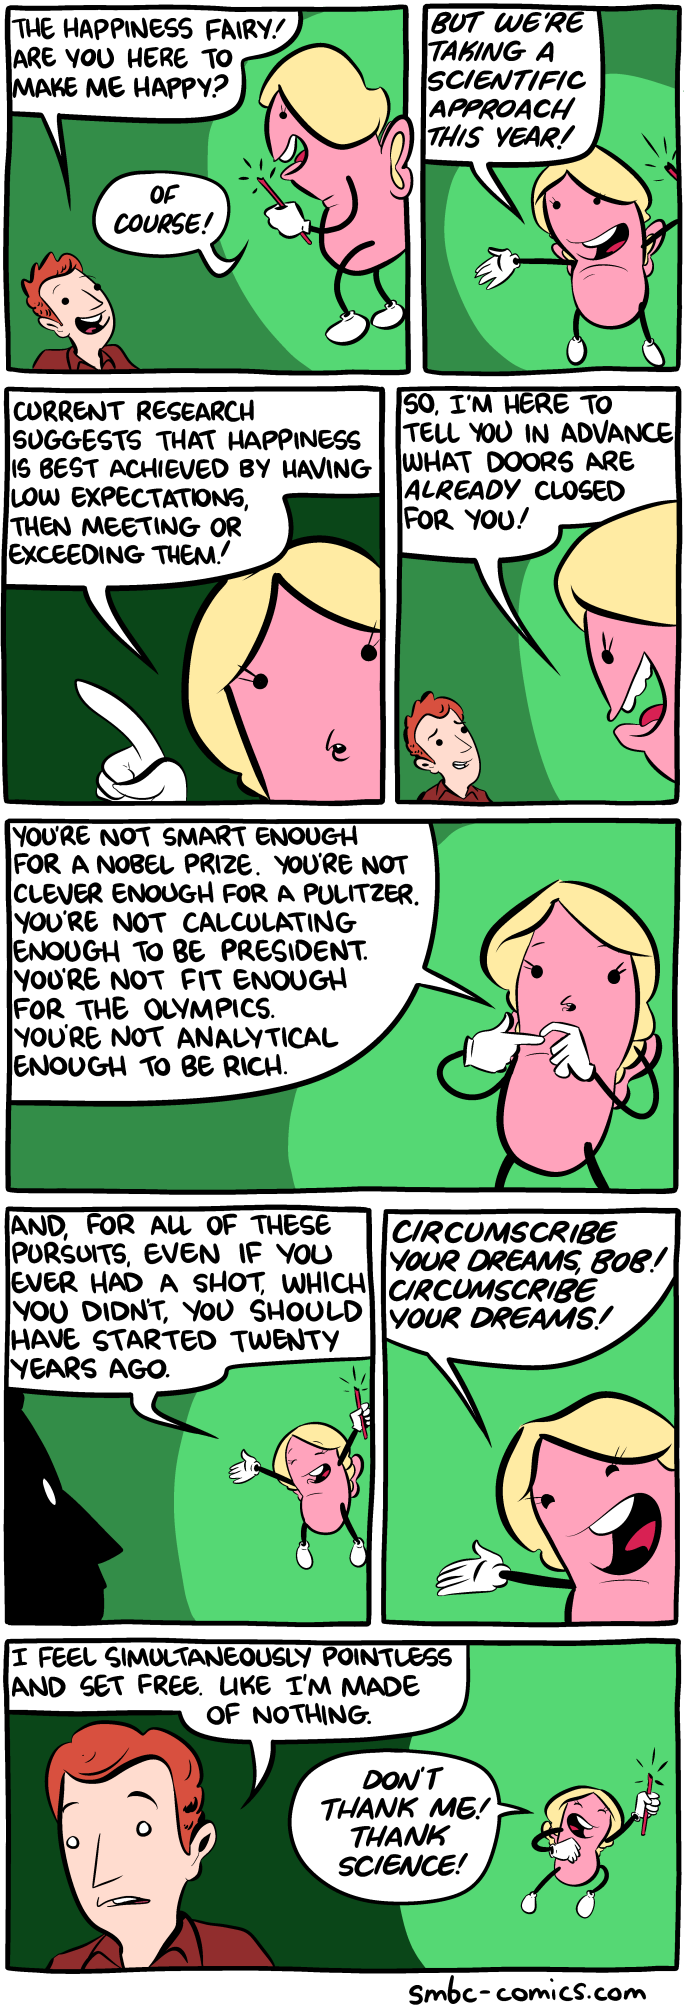 THE HAPPINESS FAIRY!
ARE YOU HERE TO
MAKE ME HAPPY?
OF
COURSE!
BUT WE'RE
TAKING A
SCIENTIFIC
APPROACH
THIS YEAR!
CURRENT RESEARCH
SUGGESTS THAT HAPPINESS
IS BEST ACHIEVED BY HAVING
LOW EXPECTATIONS,
THEN MEETING OR
EXCEEDING THEM!
SO, I'M HERE TO
TELL YOU IN ADVANCE
WHAT DOORS ARE
ALREADY CLOSED
FOR YOU!
YOU'RE NOT SMART ENOUGH
FOR A NOBEL PRIZE. YOU'RE NOT
CLEVER ENOUGH FOR A PULITZER.
YOU'RE NOT CALCULATING
ENOUGH TO BE PRESIDENT.
YOU'RE NOT FIT ENOUGH
FOR THE OLYMPICS.
YOU'RE NOT ANALYTICAL
ENOUGH TO BE RICH.
AND, FOR ALL OF THESE
PURSUITS, EVEN IF YOU
EVER HAD A SHOT, WHICH
YOU DIDN'T, YOU SHOULD
HAVE STARTED TWENTY
YEARS AGO.
CIRCUMSCRIBE
YOUR DREAMS, BOB!
CIRCUMSCRIBE
YOUR DREAMS!
I FEEL SIMULTANEOUSLY POINTLESS
AND SET FREE. LIKE I'M MADE
OF NOTHING.
DON'T
THANK ME!
THANK
SCIENCE!
smbc-comics.com